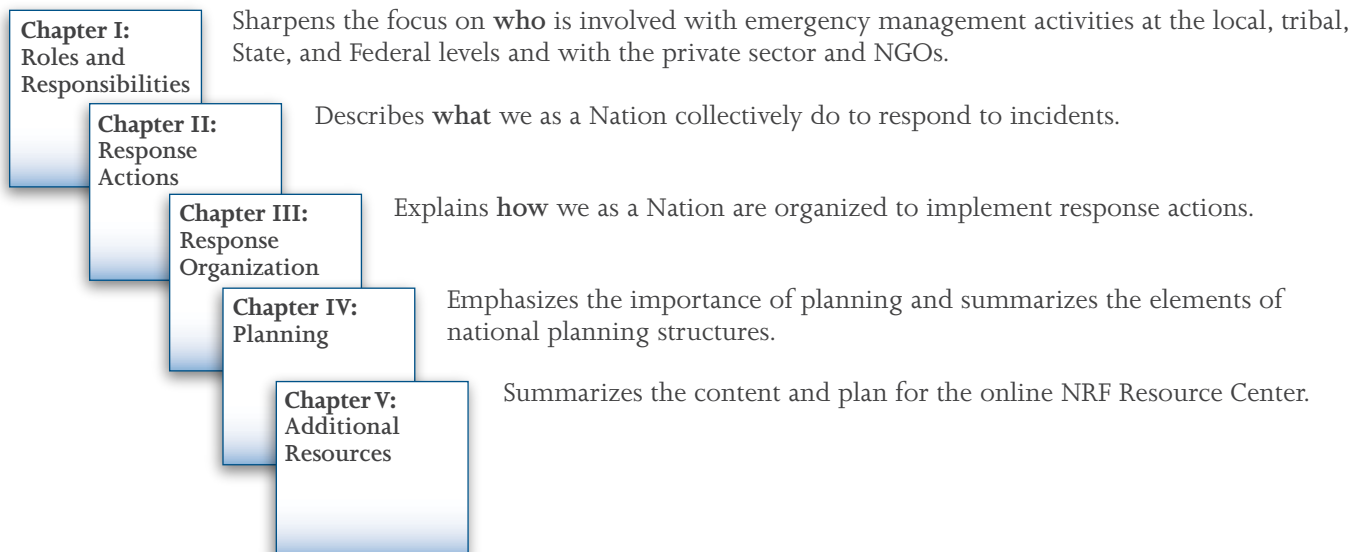 Chapter I:
Roles and
Responsibilities
Sharpens the focus on who is involved with emergency management activities at the local, tribal,
State, and Federal levels and with the private sector and NGOs.
Chapter II:
Response
Actions
Describes what we as a Nation collectively do to respond to incidents.
Chapter III:
Response
Organization
Explains how we as a Nation are organized to implement response actions.
Chapter IV:
Planning
Emphasizes the importance of planning and summarizes the elements of
national planning structures.
Chapter V:
Additional
Resources
Summarizes the content and plan for the online NRF Resource Center.